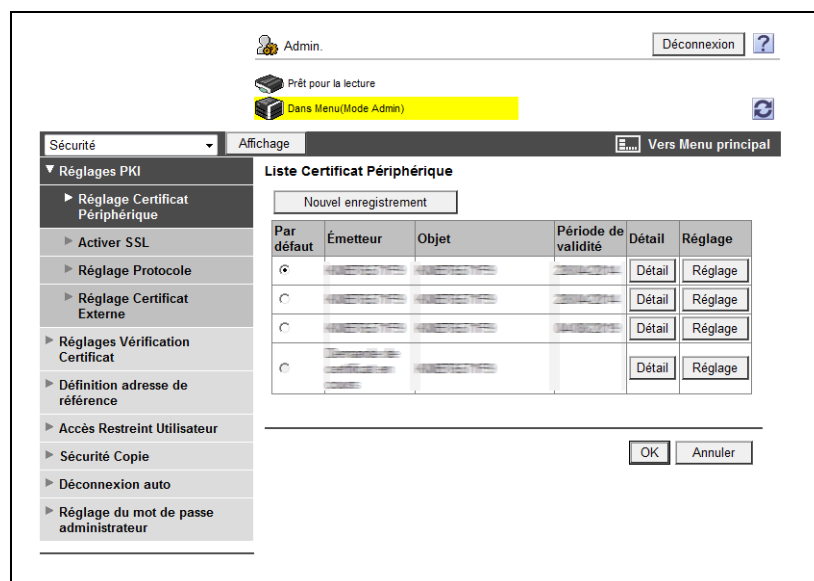 Admin.
Déconnexion
?
Prêt pour la lecture
Dans Menu(Mode Admin)
Sécurité
Affichage
Vers Menu principal
Réglages PKI
Réglage Certificat
Périphérique
Activer SSL
Réglage Protocole
Réglage Certificat
Externe
Réglages Vérification
Certificat
Définition adresse de
référence
Accès Restreint Utilisateur
Sécurité Copie
Déconnexion auto
Réglage du mot de passe
administrateur
Liste Certificat Périphérique
Nouvel enregistrement
Par défaut Émetteur Objet Période de validité Détail Réglage
Détail Réglage
Détail Réglage
Détail Réglage
Détail Réglage
OK Annuler